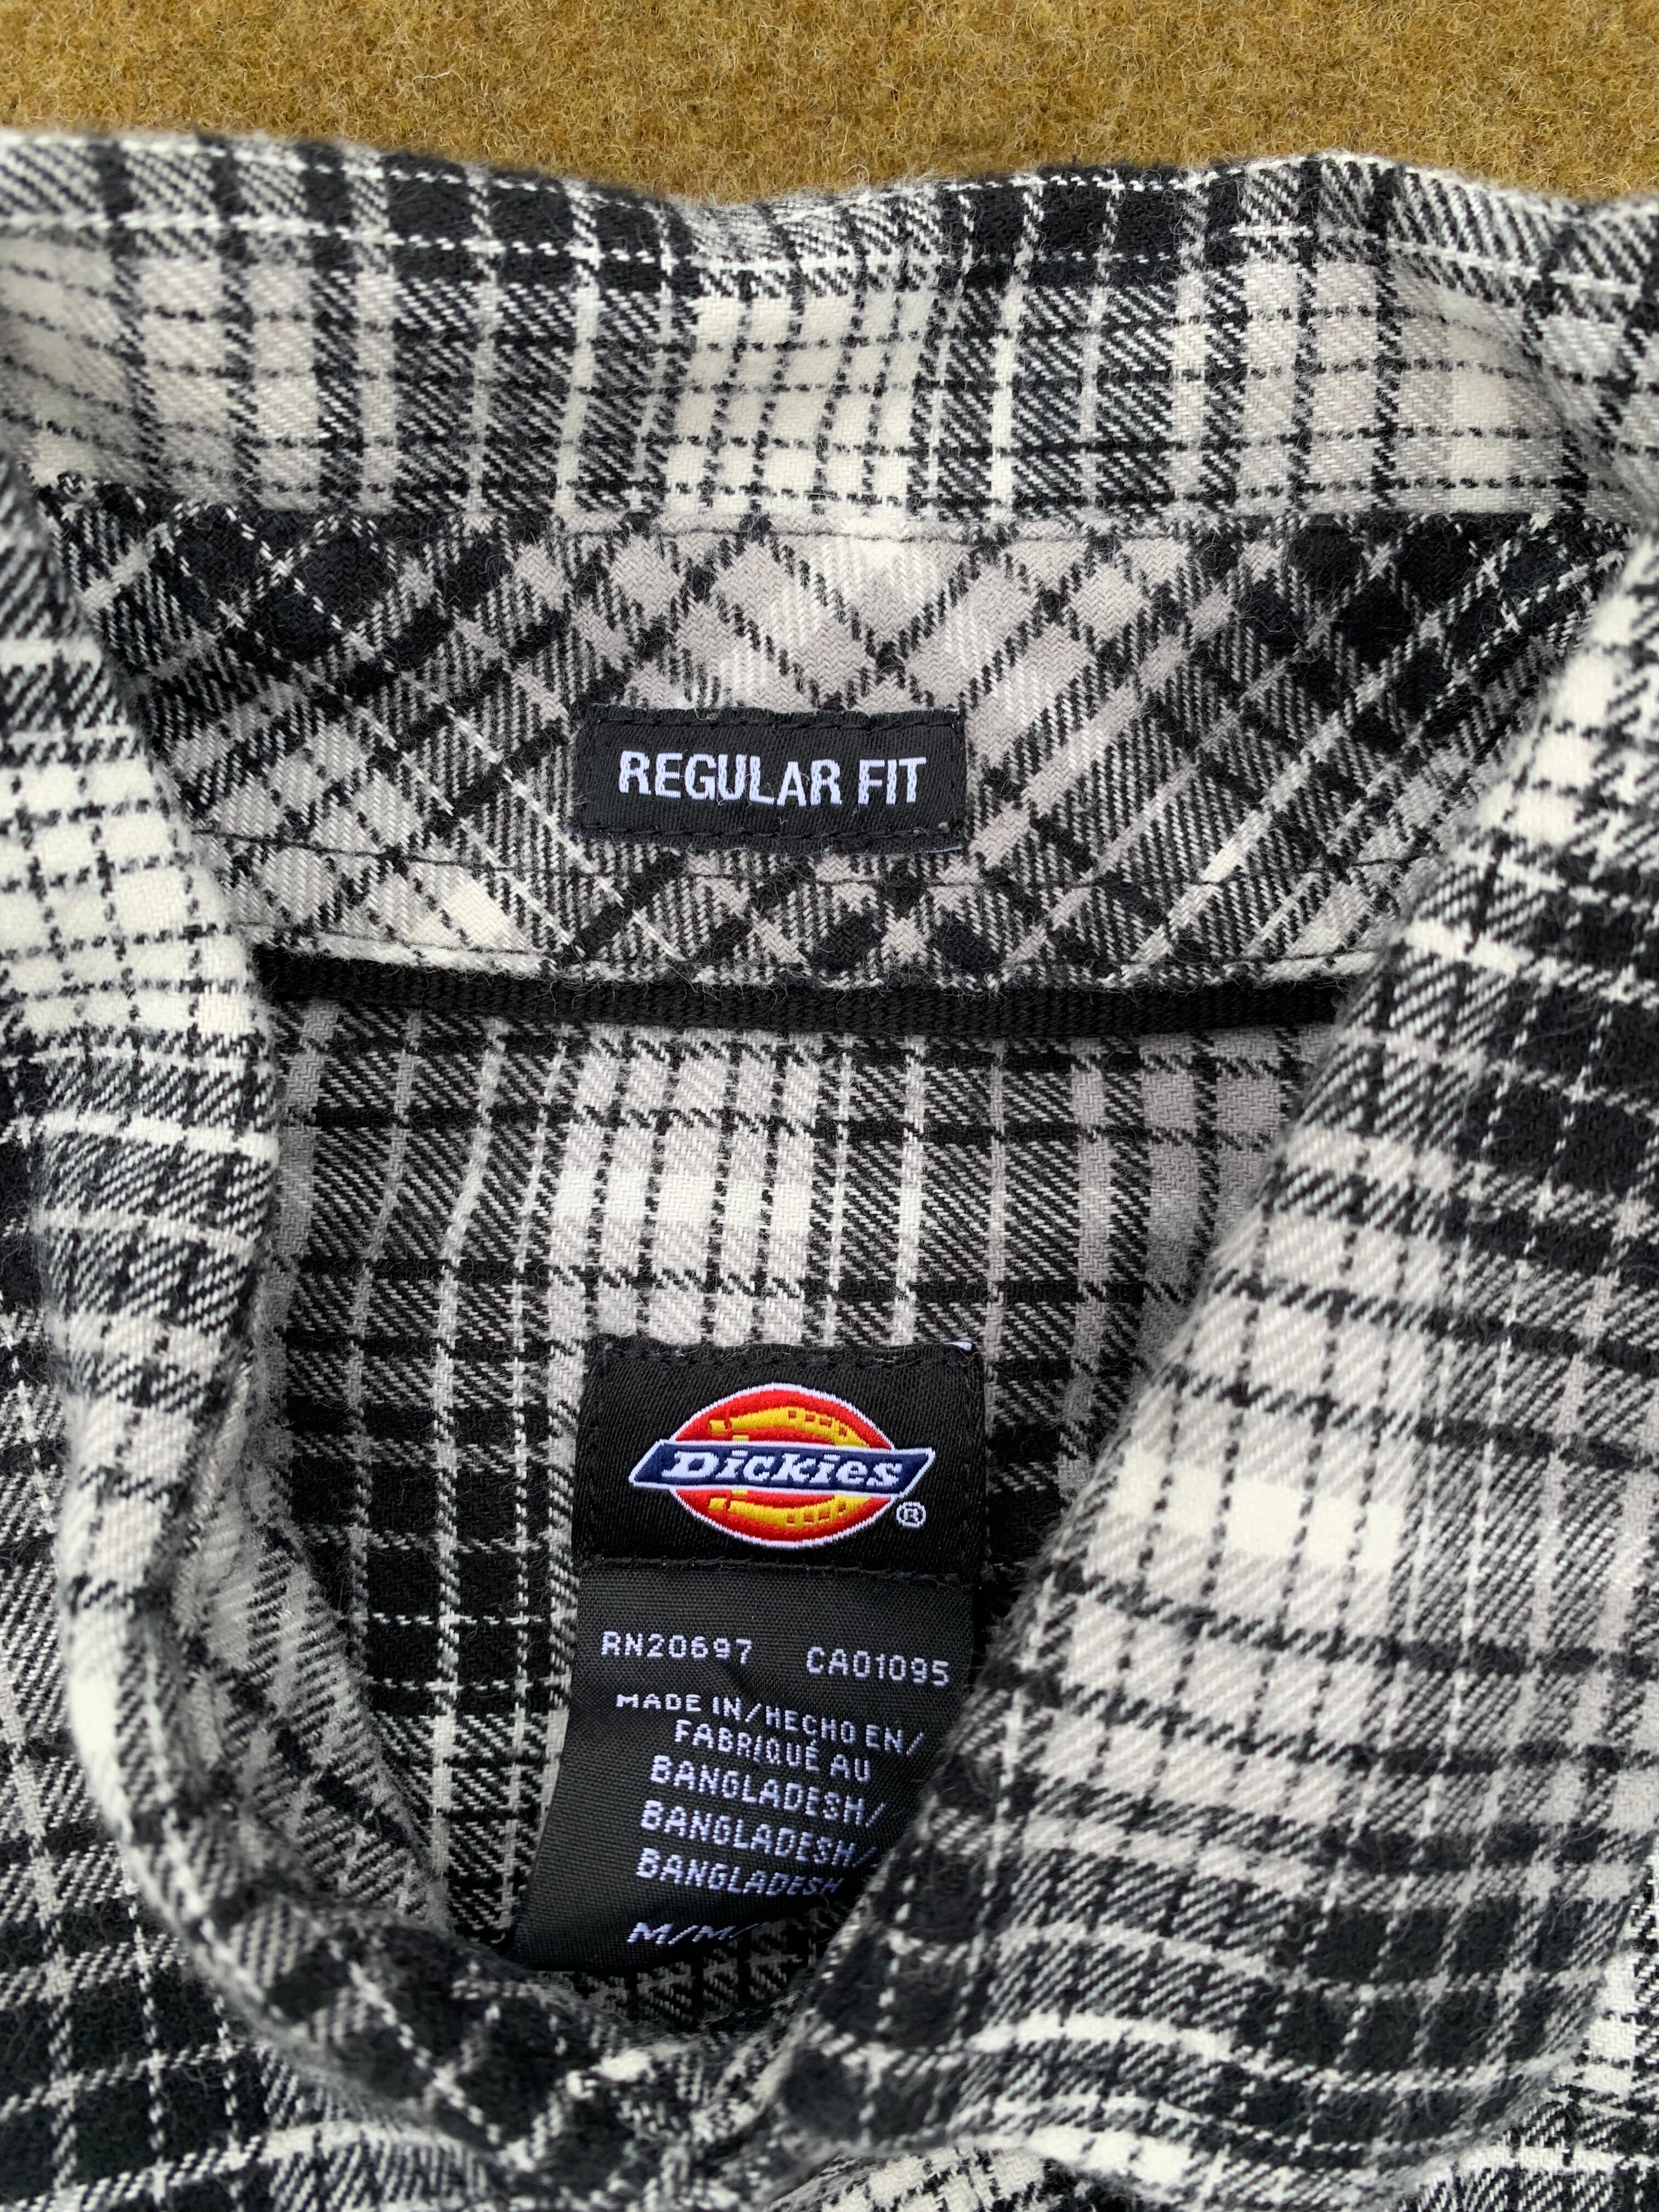 REGULAR FIT
Dickies®
RN20697 CA01095
MADE IN/HECHO EN/
FABRIQUÉ AU
BANGLADESH/
BANGLADESH/
BANGLADESH
M/M/